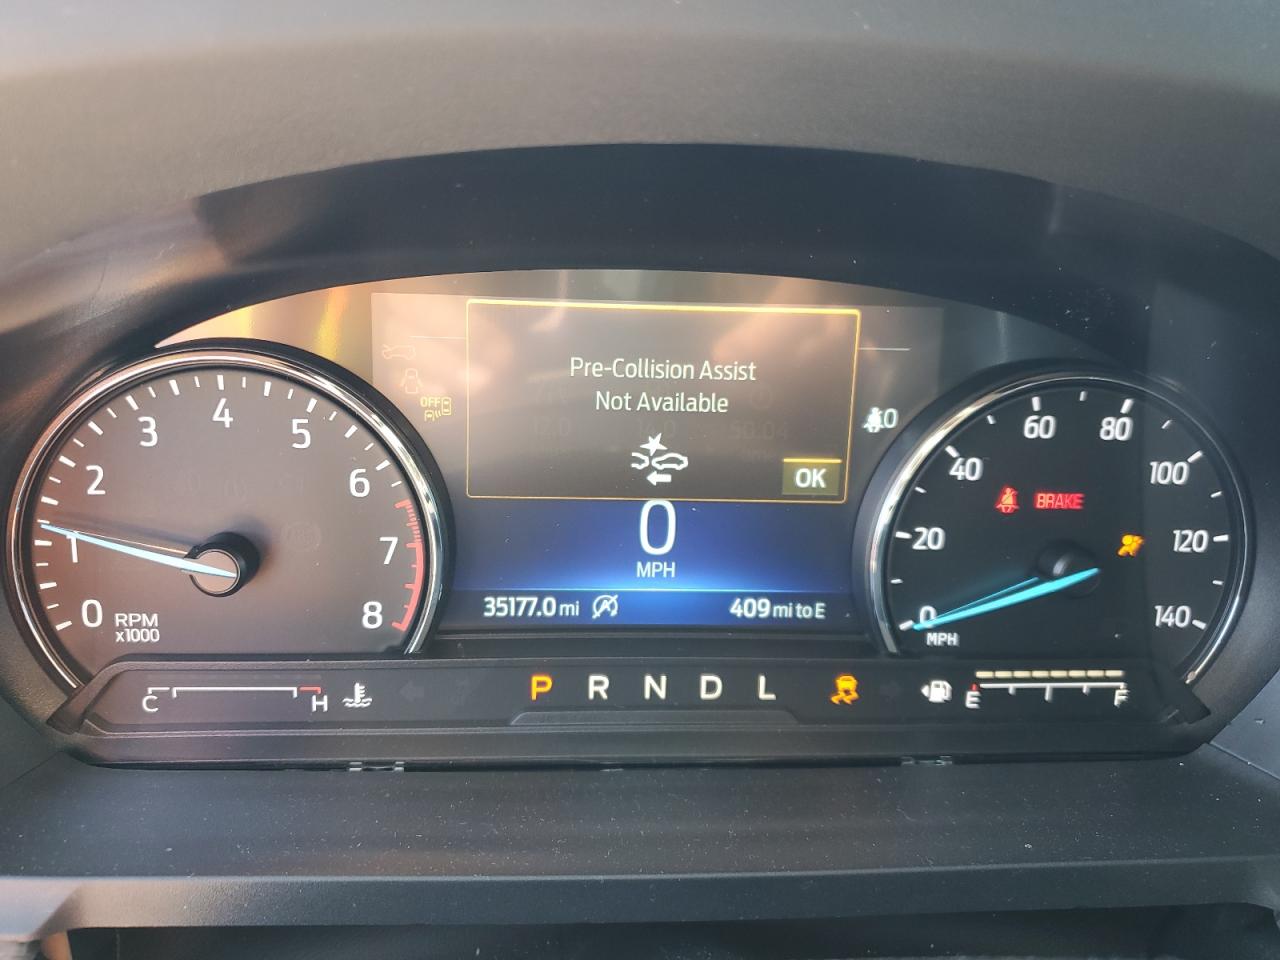 Pre-Collision Assist
Not Available
OK
OFF
0
MPH
35177.0 mi
409 mi to E
0
1
2
3
4
5
6
7
8
RPM
x1000
0
20
40
60
80
100
120
140
MPH
BRAKE
C
H
P R N D L
E
F